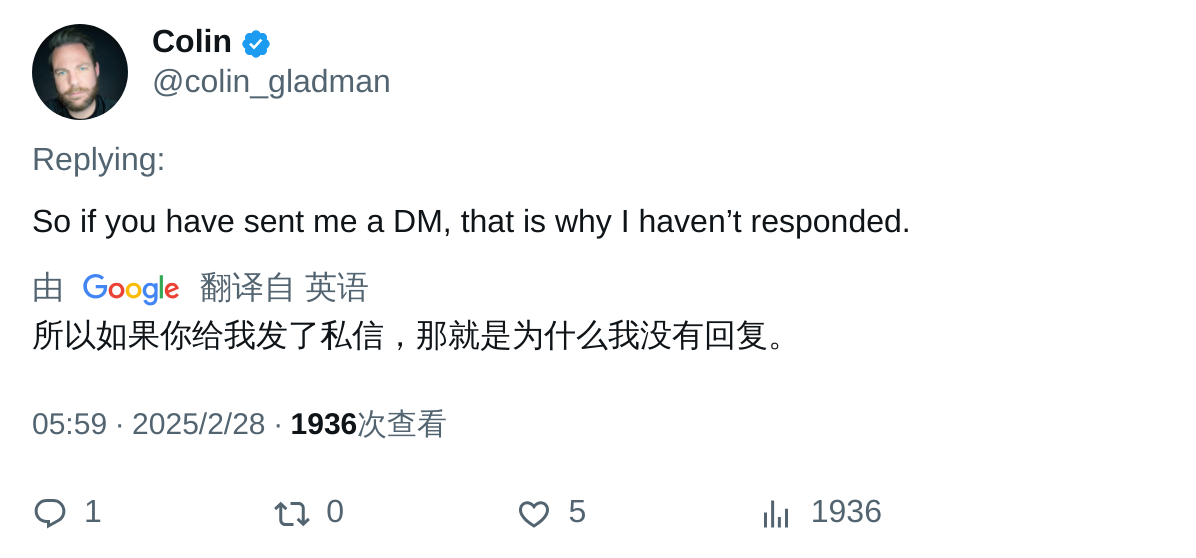 Colin
@colin_gladman
Replying:
So if you have sent me a DM, that is why I haven’t responded.
由 Google 翻译自 英语
所以如果你给我发了私信，那就是为什么我没有回复。
05:59 · 2025/2/28 · 1936次查看
1 0 5 1936